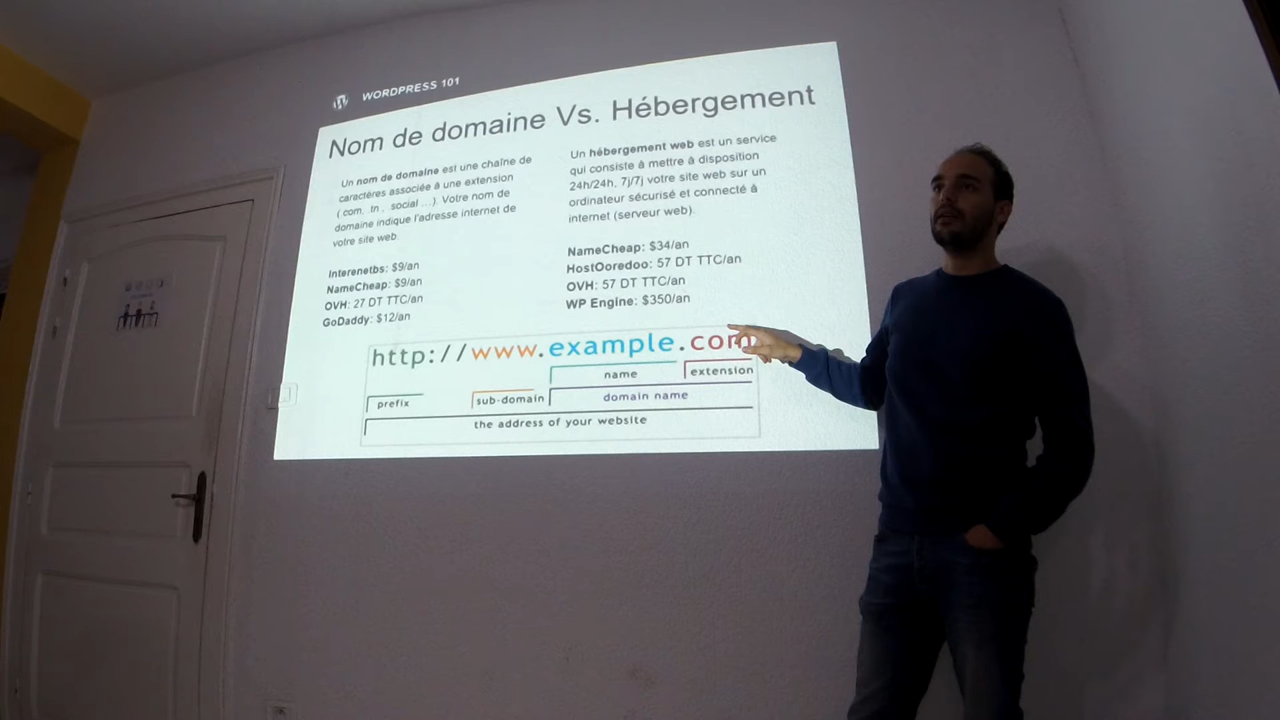 WORDPRESS 101
Nom de domaine Vs. Hébergement
Un nom de domaine est une chaîne de
caractères associée à une extension
(com, tn , social ...). Votre nom de
domaine indique l'adresse internet de
votre site web.
Interenetbs: $9/an
NameCheap: $9/an
OVH: 27 DT TTC/an
GoDaddy: $12/an
Un hébergement web est un service
qui consiste à mettre à disposition
24h/24h, 7j/7j votre site web sur un
ordinateur sécurisé et connecté à
internet (serveur web).
NameCheap: $34/an
HostOoredoo: 57 DT TTC/an
OVH: 57 DT TTC/an
WP Engine: $350/an
http://www.example.com
name extension
prefix sub-domain domain name
the address of your website